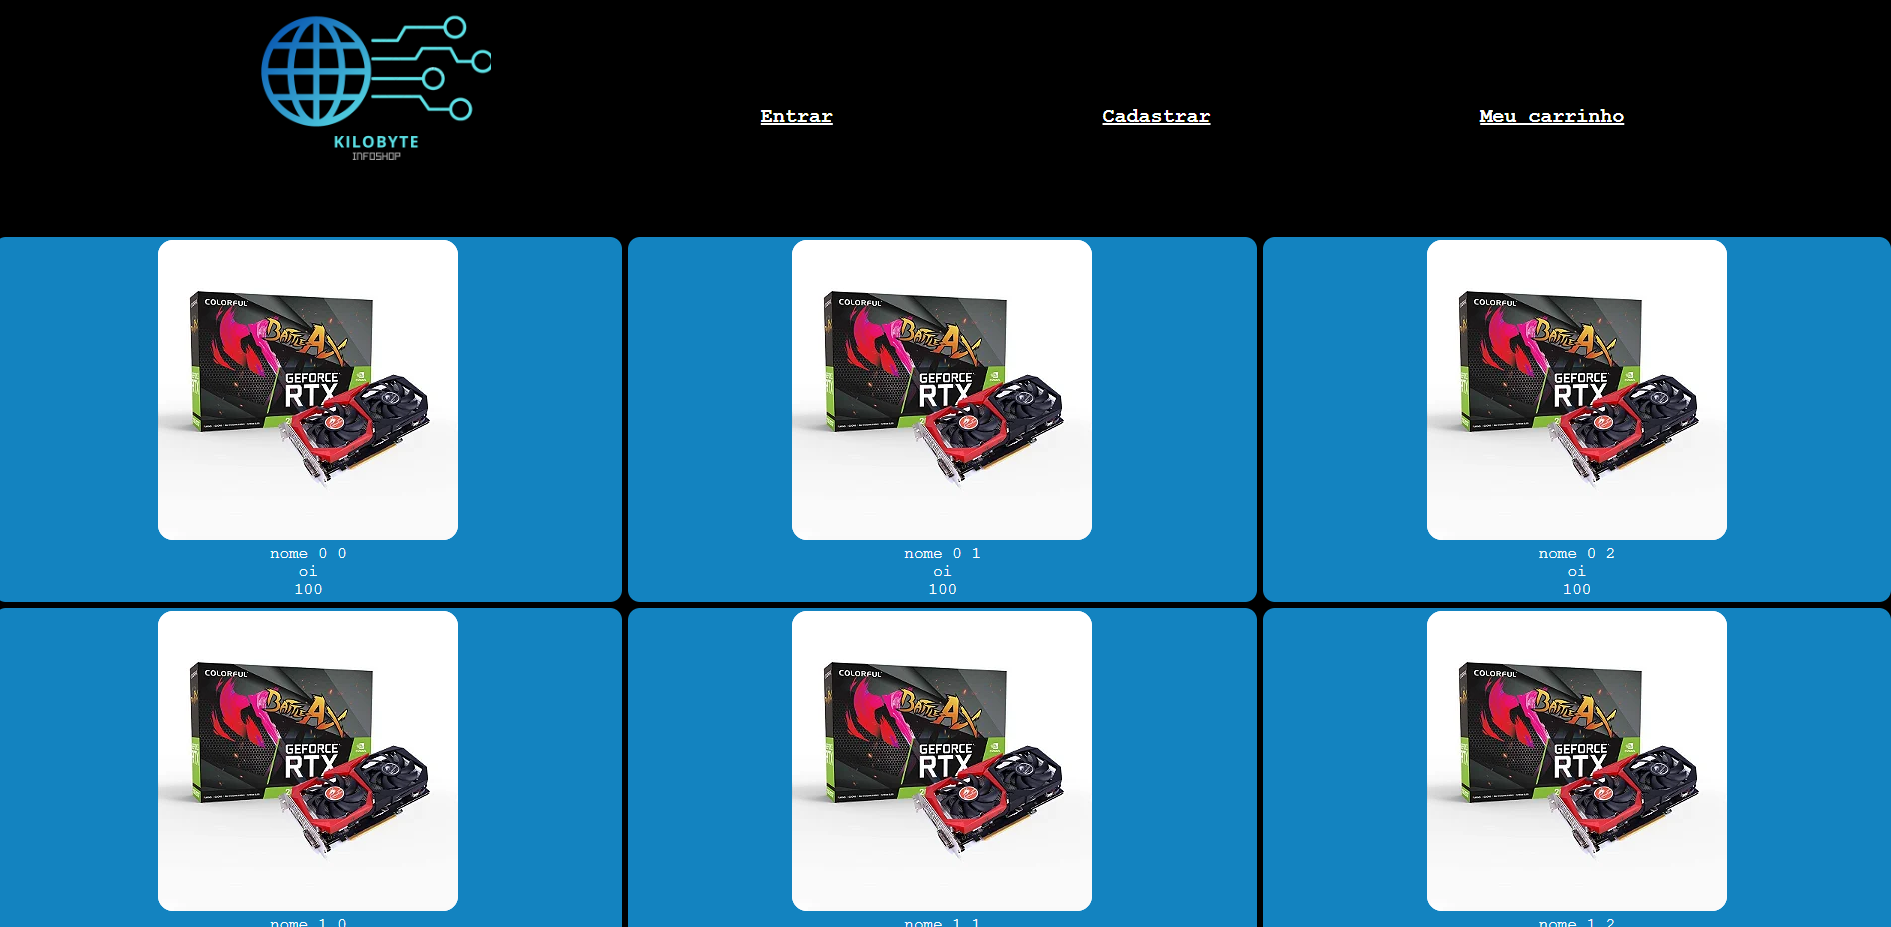 KILOBYTE
INFOSHOP
Entrar Cadastrar Meu carrinho
COLORFUL COLORFUL COLORFUL
BATTLE AX BATTLE AX BATTLE AX
GEFORCE GEFORCE GEFORCE
RTX RTX RTX
nome 0 0 nome 0 1 nome 0 2
oi oi oi
100 100 100
COLORFUL COLORFUL COLORFUL
BATTLE AX BATTLE AX BATTLE AX
GEFORCE GEFORCE GEFORCE
RTX RTX RTX
nome 1 0 nome 1 1 nome 1 2